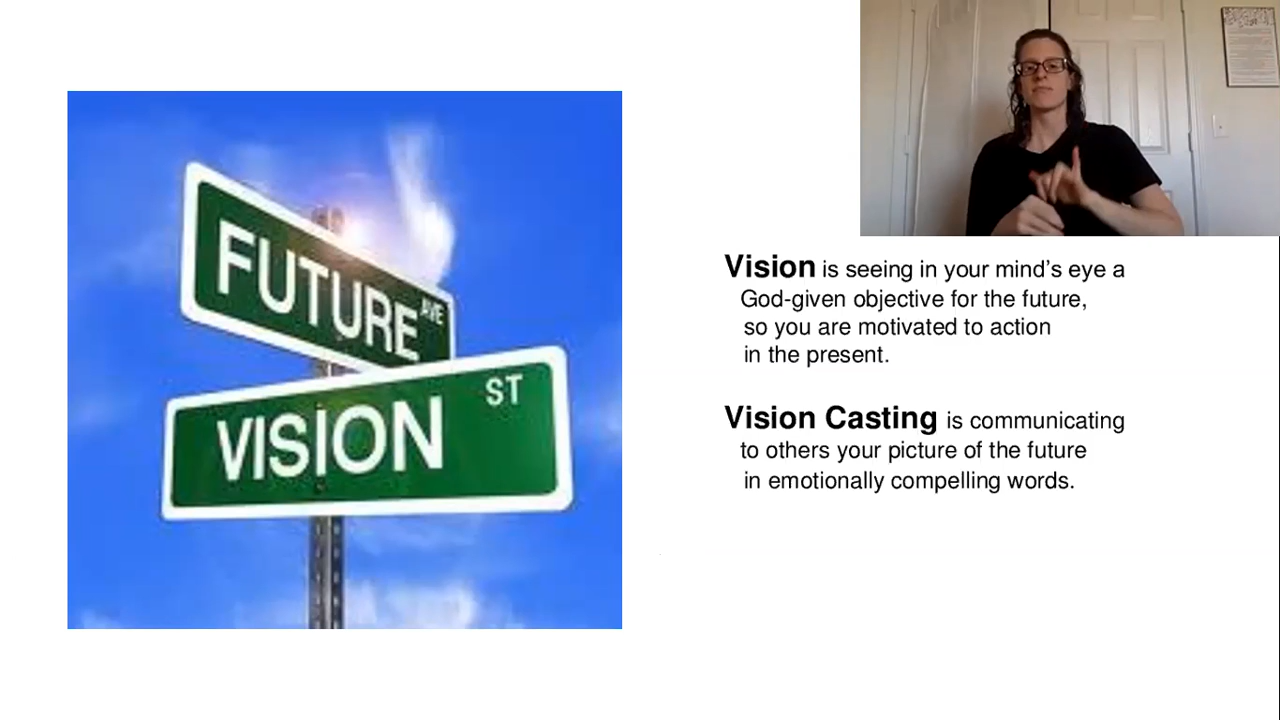 FUTURE AVE
VISION ST
Vision is seeing in your mind's eye a
God-given objective for the future,
so you are motivated to action
in the present.
Vision Casting is communicating
to others your picture of the future
in emotionally compelling words.